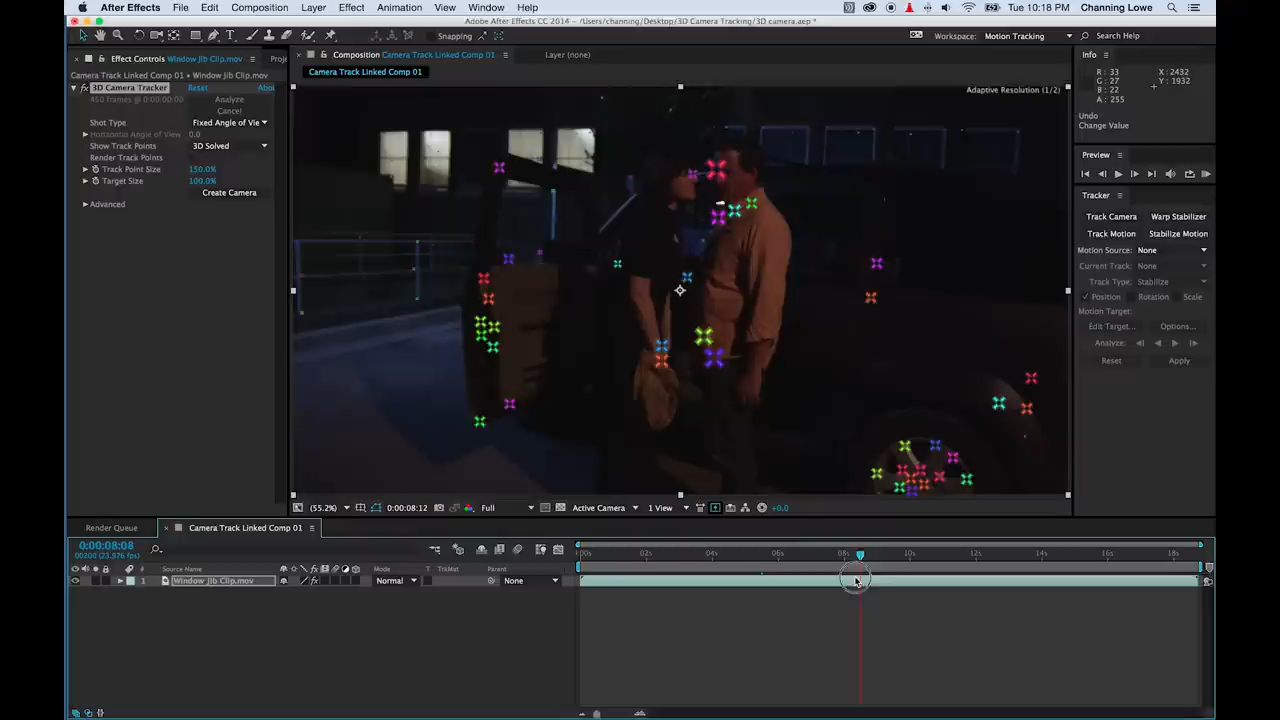 After Effects File Edit Composition Layer Effect Animation View Window Help Tue 10:18 PM Channing Lowe
Adobe After Effects CC 2014 - /Users/channing/Desktop/3D Camera Tracking/3D camera.aep *
Snapping Workspace: Motion Tracking Search Help
Effect Controls Window Jib Clip.mov Proje Composition Camera Track Linked Comp 01 Layer (none) Info
Camera Track Linked Comp 01 • Window Jib Clip.mov Camera Track Linked Comp 01
3D Camera Tracker Reset Abou
450 frames @ 0:00:00:00 Analyze
Cancel
Shot Type Fixed Angle of Vie
Horizontal Angle of View 0.0
Show Track Points 3D Solved
Render Track Points
Track Point Size 150.0%
Target Size 100.0%
Create Camera
Advanced
Adaptive Resolution (1/2)
R: 33 X: 2432
G: 27 Y: 1932
B: 22
A: 255
Undo
Change Value
Preview
Tracker
Track Camera Warp Stabilizer
Track Motion Stabilize Motion
Motion Source: None
Current Track: None
Track Type: Stabilize
Position Rotation Scale
Motion Target:
Edit Target... Options...
Analyze:
Reset Apply
(55.2%) 0:00:08:12 Full Active Camera 1 View +0.0
Render Queue Camera Track Linked Comp 01
0:00:08:08
00200 (23.976 fps)
:00s 02s 04s 06s 08s 10s 12s 14s 16s 18s
# Source Name Mode T TrkMat Parent
1 Window Jib Clip.mov Normal None